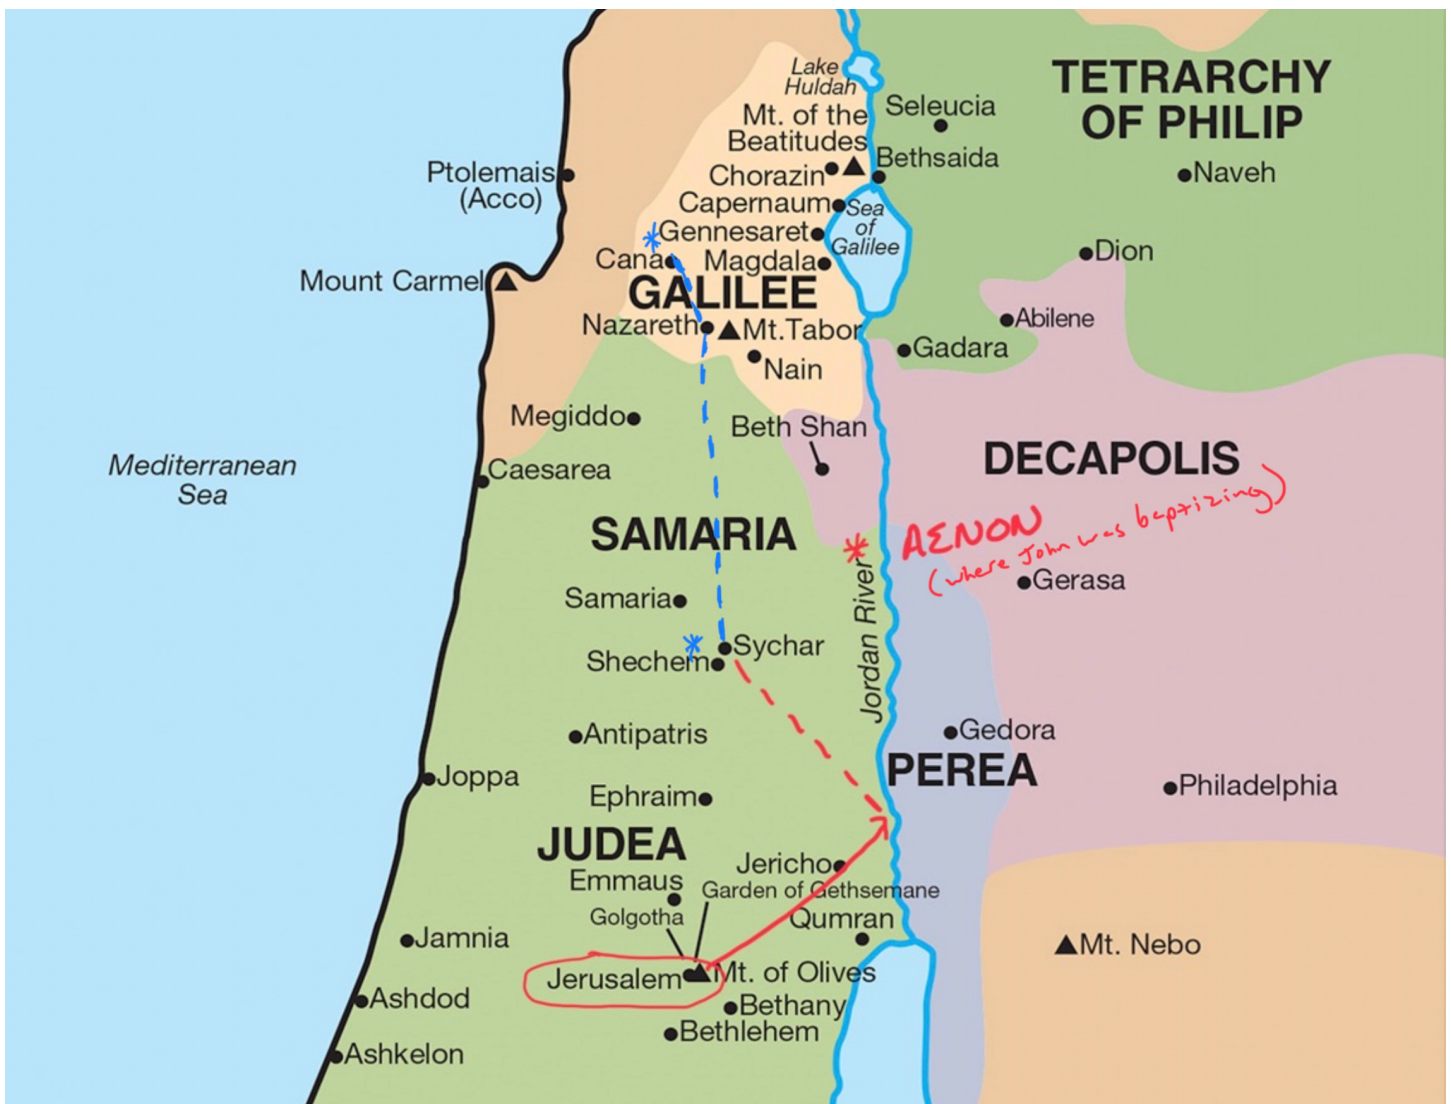 Lake
Huldah
TETRARCHY
OF PHILIP
Mt. of the
Beatitudes
Seleucia
Ptolemais
(Acco)
Chorazin
Bethsaida
Naveh
Capernaum
Sea
of
Galilee
Gennesaret
Cana
Magdala
Dion
Mount Carmel
GALILEE
Nazareth
Mt.Tabor
Abilene
Gadara
Nain
Megiddo
Beth Shan
Mediterranean
Sea
Caesarea
DECAPOLIS
SAMARIA
AENON
(where John was baptizing)
Gerasa
Samaria
Jordan River
Sychar
Shechem
Antipatris
Gedora
PEREA
Joppa
Ephraim
Philadelphia
JUDEA
Jericho
Emmaus
Garden of Gethsemane
Golgotha
Qumran
Jamnia
Mt. Nebo
Jerusalem
Mt. of Olives
Ashdod
Bethany
Bethlehem
Ashkelon